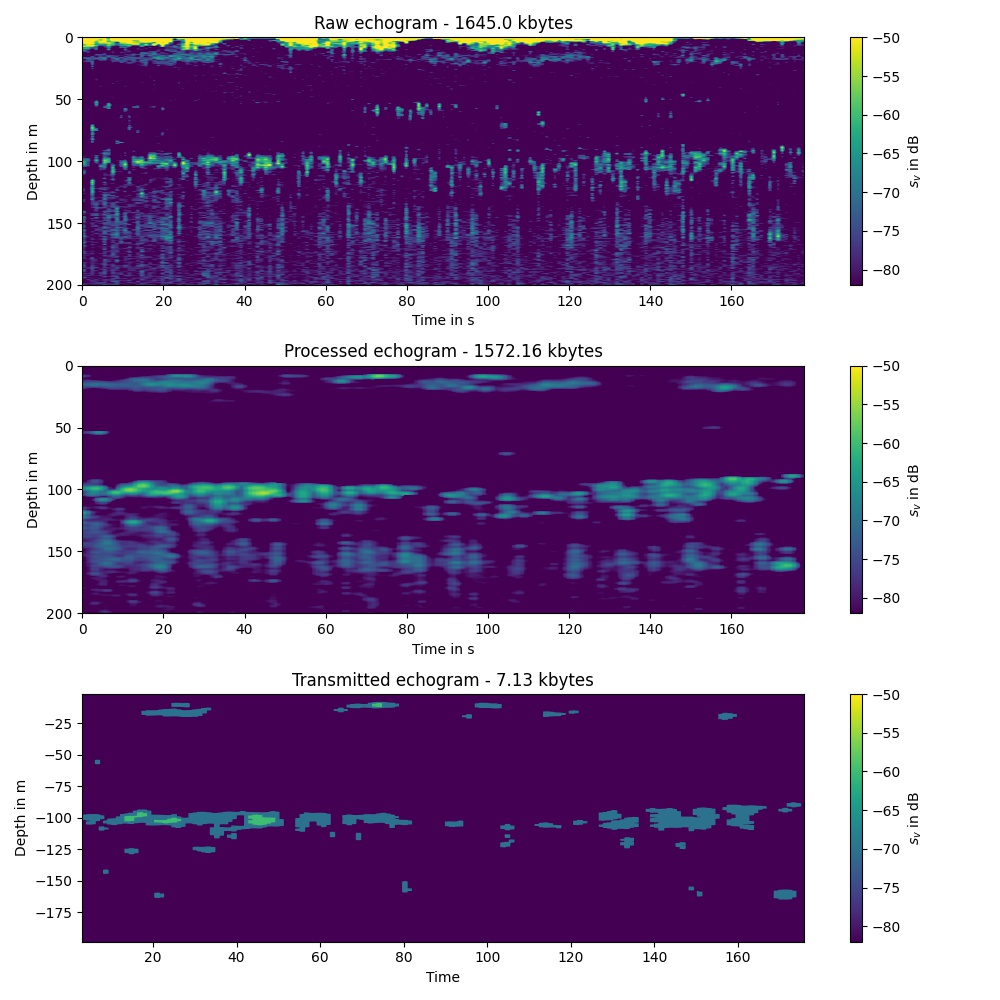 Raw echogram - 1645.0 kbytes
0
50
100
150
200
Depth in m
0 20 40 60 80 100 120 140 160
Time in s
−50
−55
−60
−65
−70
−75
−80
sv in dB
Processed echogram - 1572.16 kbytes
0
50
100
150
200
Depth in m
0 20 40 60 80 100 120 140 160
Time in s
−50
−55
−60
−65
−70
−75
−80
sv in dB
Transmitted echogram - 7.13 kbytes
−25
−50
−75
−100
−125
−150
−175
Depth in m
20 40 60 80 100 120 140 160
Time
−50
−55
−60
−65
−70
−75
−80
sv in dB